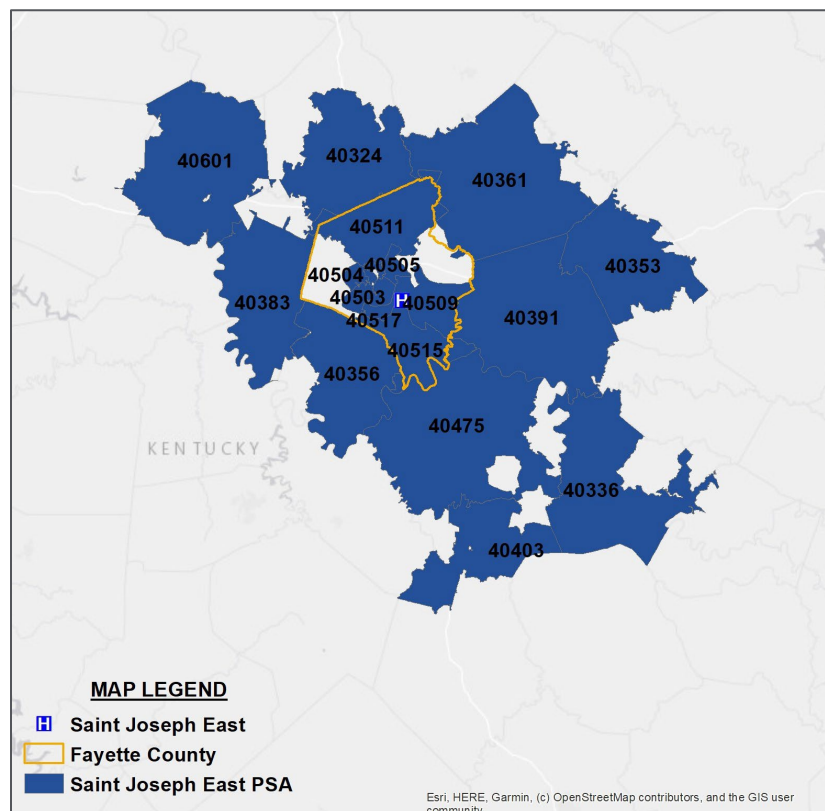 40601
40324
40361
40511
40353
40505
40504
40383
40503
40509
40391
40517
40515
40356
40475
KENTUCKY
40336
40403
MAP LEGEND
H Saint Joseph East
Fayette County
Saint Joseph East PSA
Esri, HERE, Garmin, (c) OpenStreetMap contributors, and the GIS user
community